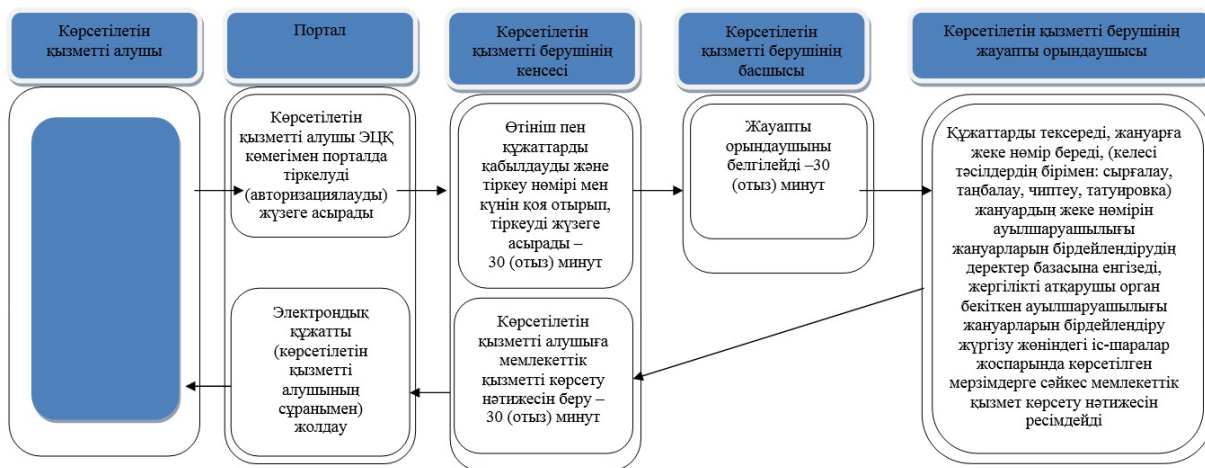 Көрсетілетін
қызметті алушы
Портал
Көрсетілетін
қызметті берушінің
кенсесі
Көрсетілетін
қызметті берушінің
басшысы
Көрсетілетін қызметті берушінің
жауапты орындаушысы
Көрсетілетін
қызметті алушы ЭЦҚ
көмегімен порталда
тіркелуді
(авторизациялауды)
жүзеге асырады
Өтініш пен
құжаттарды
қабылдауды және
тіркеу нөмірі мен
күнін қоя отырып,
тіркеуді жүзеге
асырады –
30 (отыз) минут
Жауапты
орындаушыны
белгілейді –30
(отыз) минут
Құжаттарды тексереді, жануарға
жеке нөмір береді, (келесі
тәсілдердің бірімен: сырғалау,
таңбалау, чиптеу, татуировка)
жануардың жеке нөмірін
ауылшаруашылығы
жануарларын бірдейлендірудің
деректер базасына енгізеді,
жергілікті атқарушы орган
бекіткен ауылшаруашылығы
жануарларын бірдейлендіру
жүргізу жөніндегі іс-шаралар
жоспарында көрсетілген
мерзімдерге сәйкес мемлекеттік
қызмет көрсету нәтижесін
ресімдейді
Көрсетілетін
қызметті алушыға
мемлекеттік
қызметті көрсету
нәтижесін беру –
30 (отыз) минут
Электрондық
құжатты
(көрсетілетін
қызметті
алушының
сұранымен)
жолдау